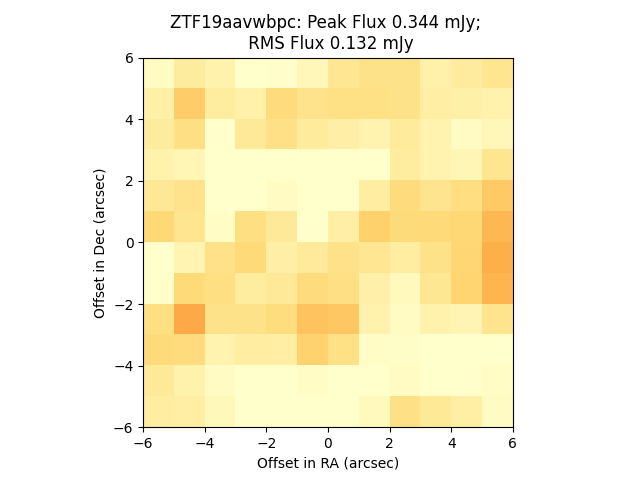 ZTF19aavwbpc: Peak Flux 0.344 mJy;
RMS Flux 0.132 mJy
6
4
2
0
−2
−4
−6
Offset in Dec (arcsec)
−6 −4 −2 0 2 4 6
Offset in RA (arcsec)